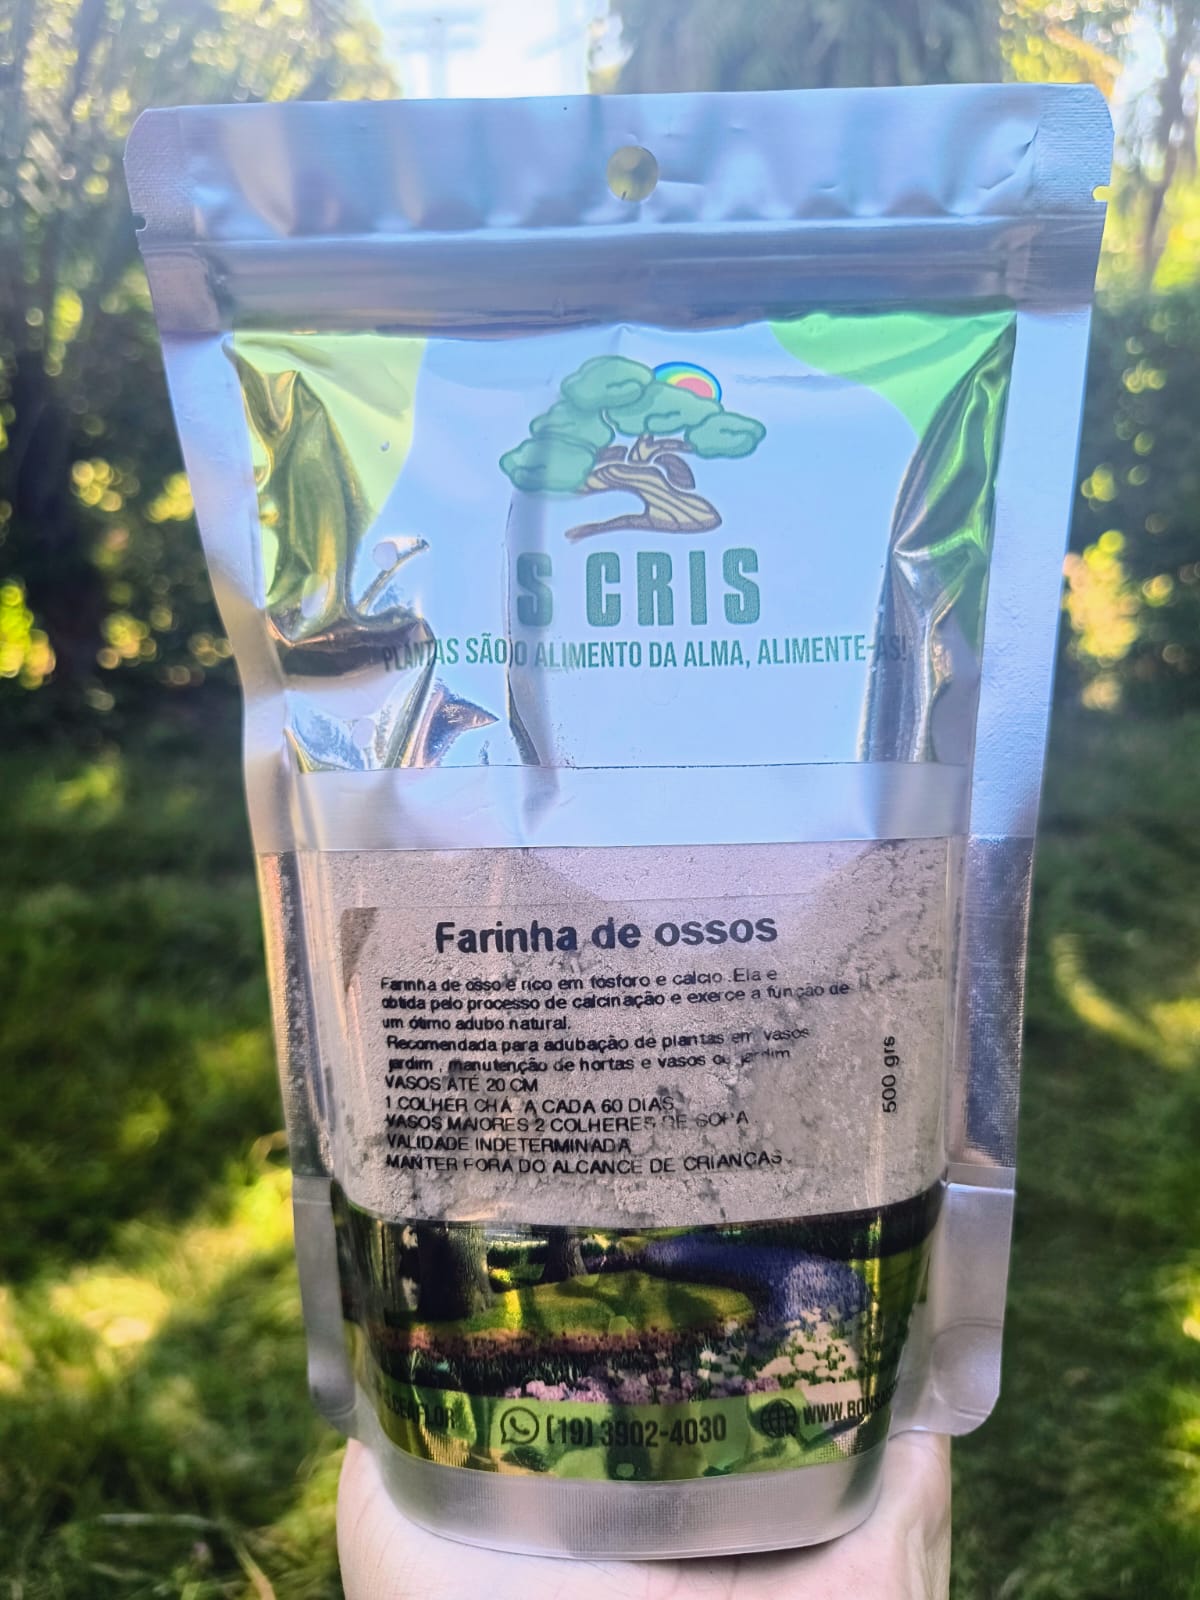 S CRIS
PLANTAS SÃO O ALIMENTO DA ALMA, ALIMENTE-AS!
Farinha de ossos
Farinha de osso é rico em fósforo e cálcio .Ela e
obtida pelo processo de calcinação e exerce a função de
um ótimo adubo natural.
Recomendada para adubação de plantas em vasos
jardim , manutenção de hortas e vasos ou jardim
VASOS ATÉ 20 CM
1 COLHER CHÁ A CADA 60 DIAS
VASOS MAIORES 2 COLHERES DE SOPA
VALIDADE INDETERMINADA
MANTER FORA DO ALCANCE DE CRIANÇAS.
500 grs
(19) 3902-4030